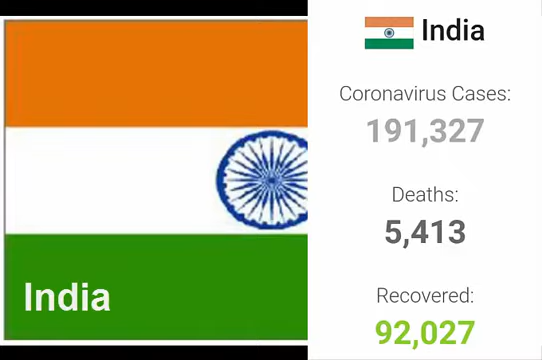 India
India
Coronavirus Cases:
191,327
Deaths:
5,413
Recovered:
92,027